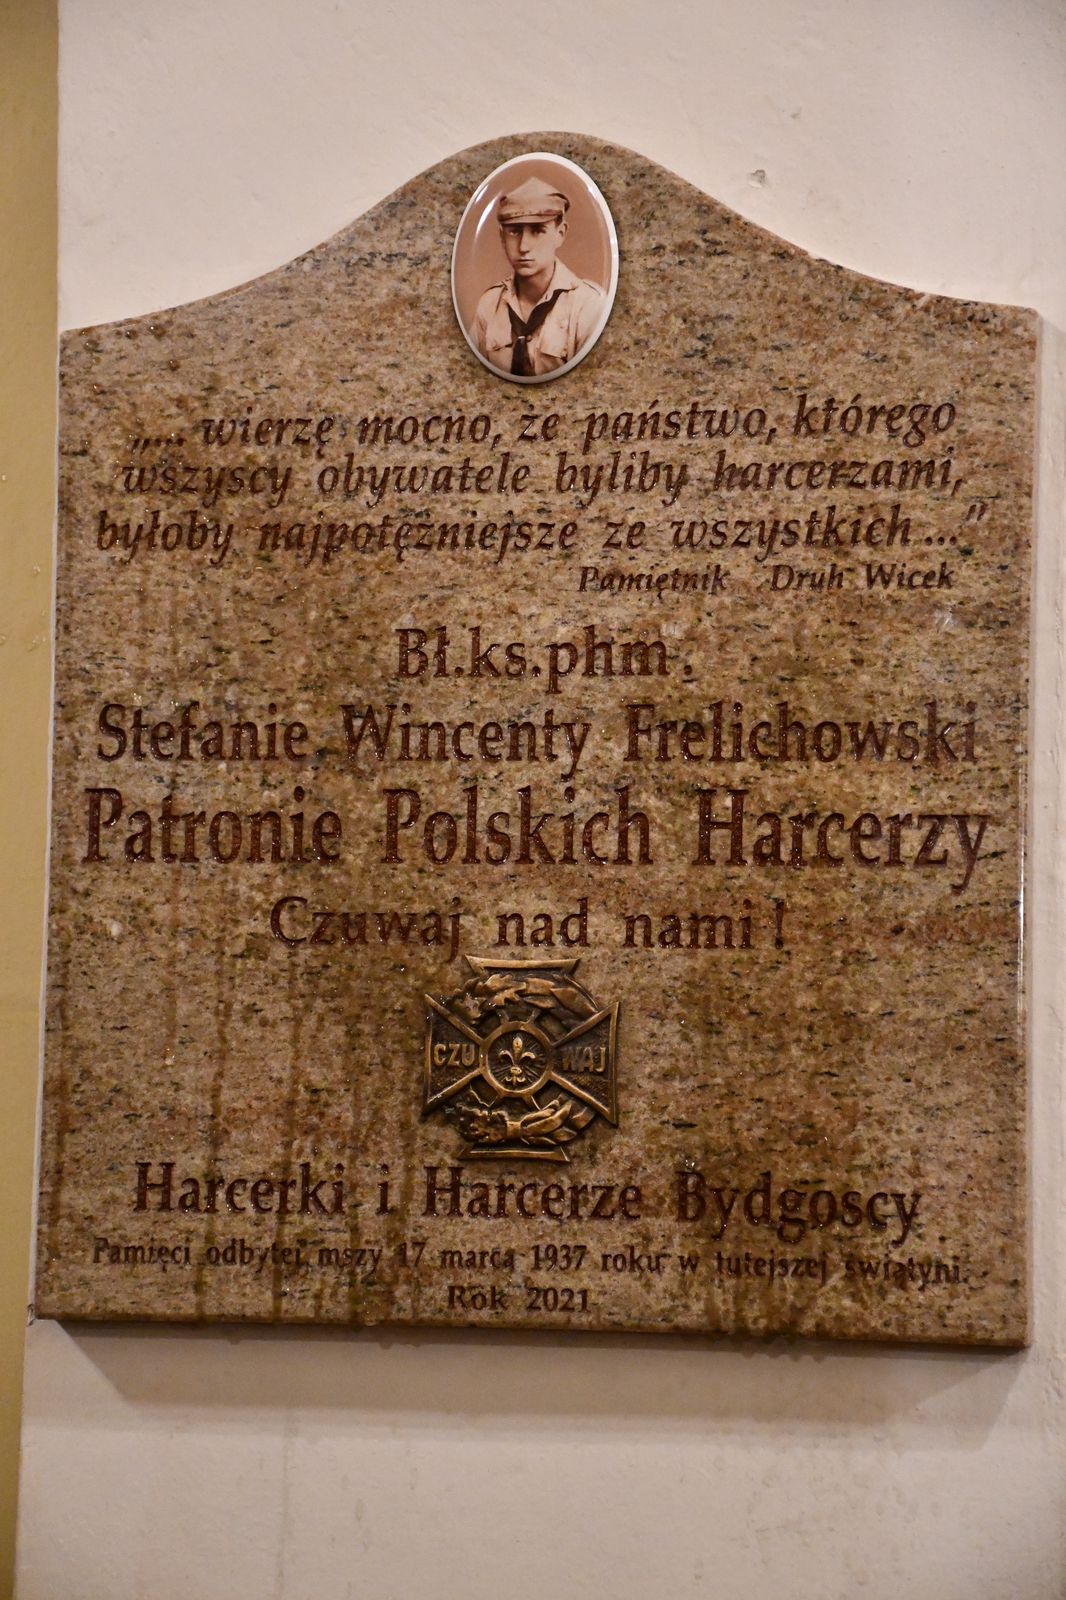 „.... wierzę mocno, że państwo, którego
wszyscy obywatele byliby harcerzami,
byłoby najpotężniejsze ze wszystkich ..."
Pamiętnik Druh Wicek
Bł.ks.phm.
Stefanie Wincenty Frelichowski
Patronie Polskich Harcerzy
Czuwaj nad nami !
CZU WAJ
Harcerki i Harcerze Bydgoscy
Pamięci odbytej mszy 17 marca 1937 roku w tutejszej świątyni.
Rok 2021